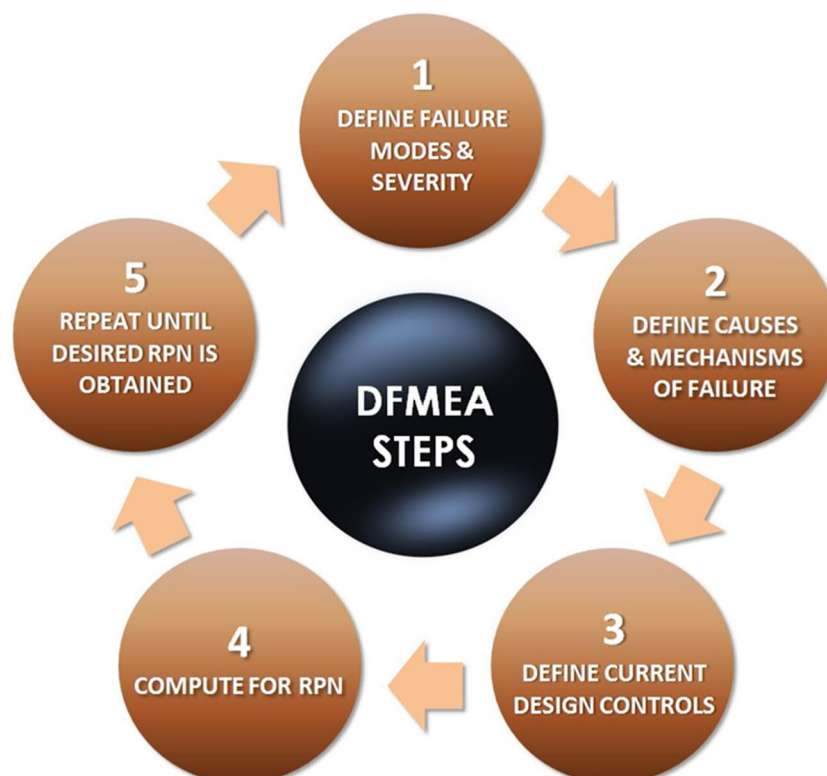 1
DEFINE FAILURE
MODES &
SEVERITY
2
DEFINE CAUSES
& MECHANISMS
OF FAILURE
3
DEFINE CURRENT
DESIGN CONTROLS
4
COMPUTE FOR RPN
5
REPEAT UNTIL
DESIRED RPN IS
OBTAINED
DFMEA
STEPS